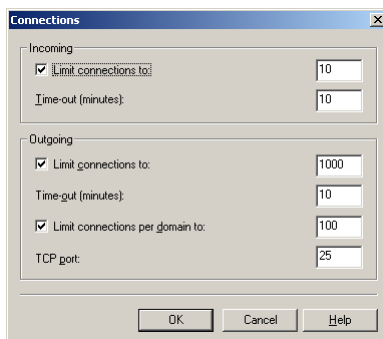 Connections
Incoming
Limit connections to: 10
Time-out (minutes): 10
Outgoing
Limit connections to: 1000
Time-out (minutes): 10
Limit connections per domain to: 100
TCP port: 25
OK Cancel Help